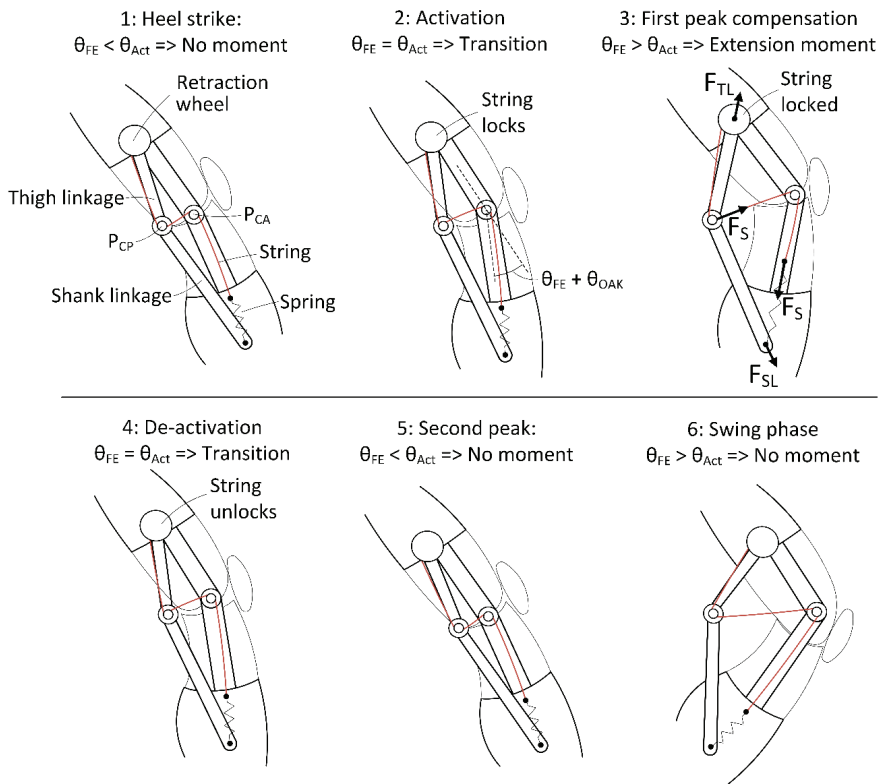 1: Heel strike:
θFE < θAct => No moment
Retraction
wheel
Thigh linkage
PCP
PCA
String
Shank linkage
Spring
2: Activation
θFE = θAct => Transition
String
locks
θFE + θOAK
3: First peak compensation
θFE > θAct => Extension moment
FTL
String
locked
FS
FS
FSL
4: De-activation
θFE = θAct => Transition
String
unlocks
5: Second peak:
θFE < θAct => No moment
6: Swing phase
θFE > θAct => No moment